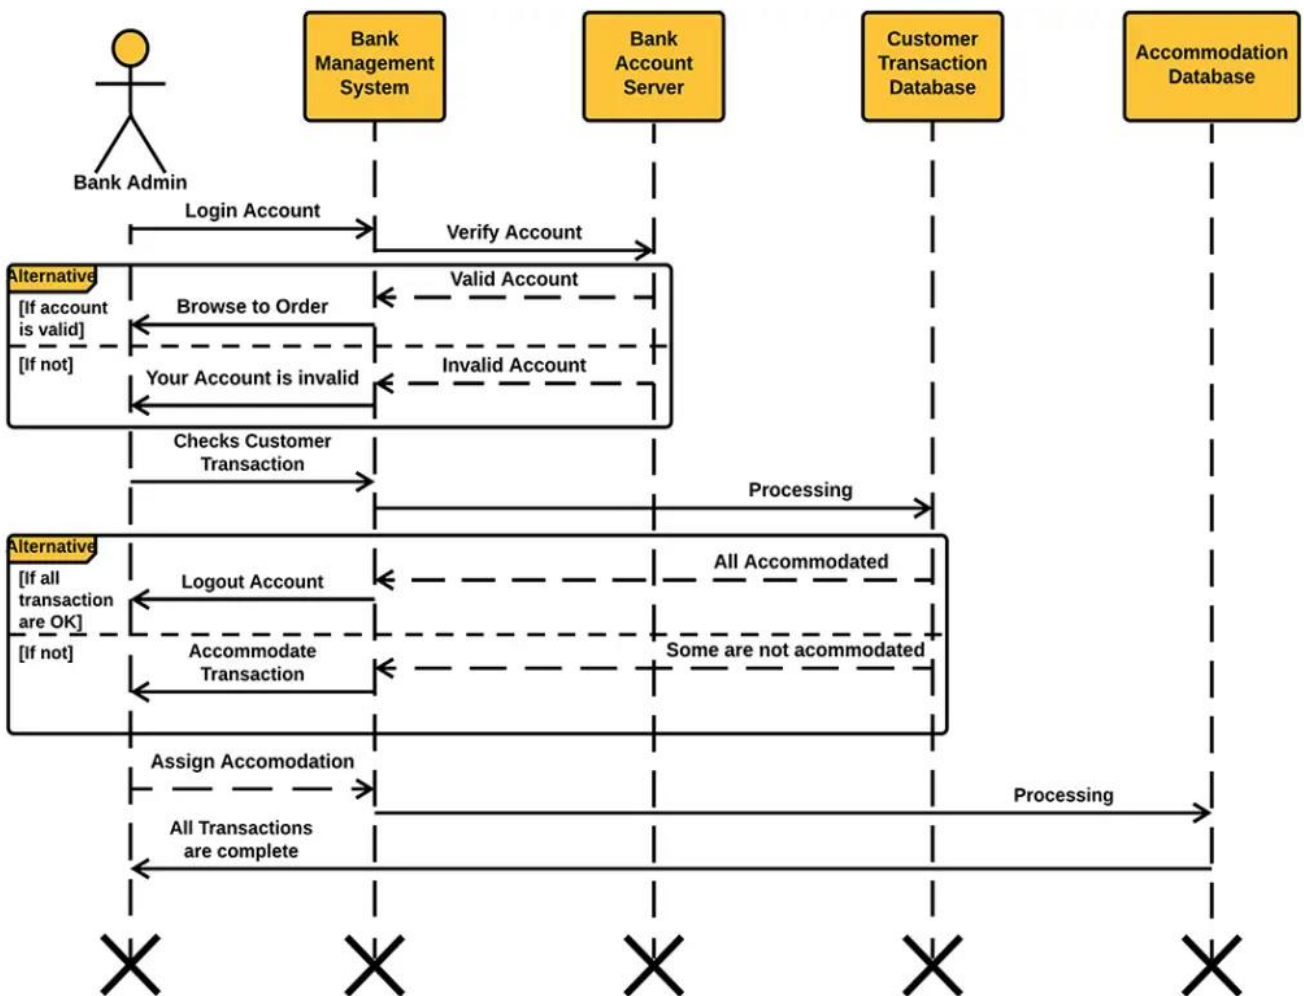 Bank
Management
System
Bank
Account
Server
Customer
Transaction
Database
Accommodation
Database
Bank Admin
Login Account
Verify Account
Alternative
Valid Account
[If account
is valid]
Browse to Order
[If not]
Invalid Account
Your Account is invalid
Checks Customer
Transaction
Processing
Alternative
All Accommodated
[If all
transaction
are OK]
Logout Account
[If not]
Accommodate
Transaction
Some are not acommodated
Assign Accomodation
Processing
All Transactions
are complete